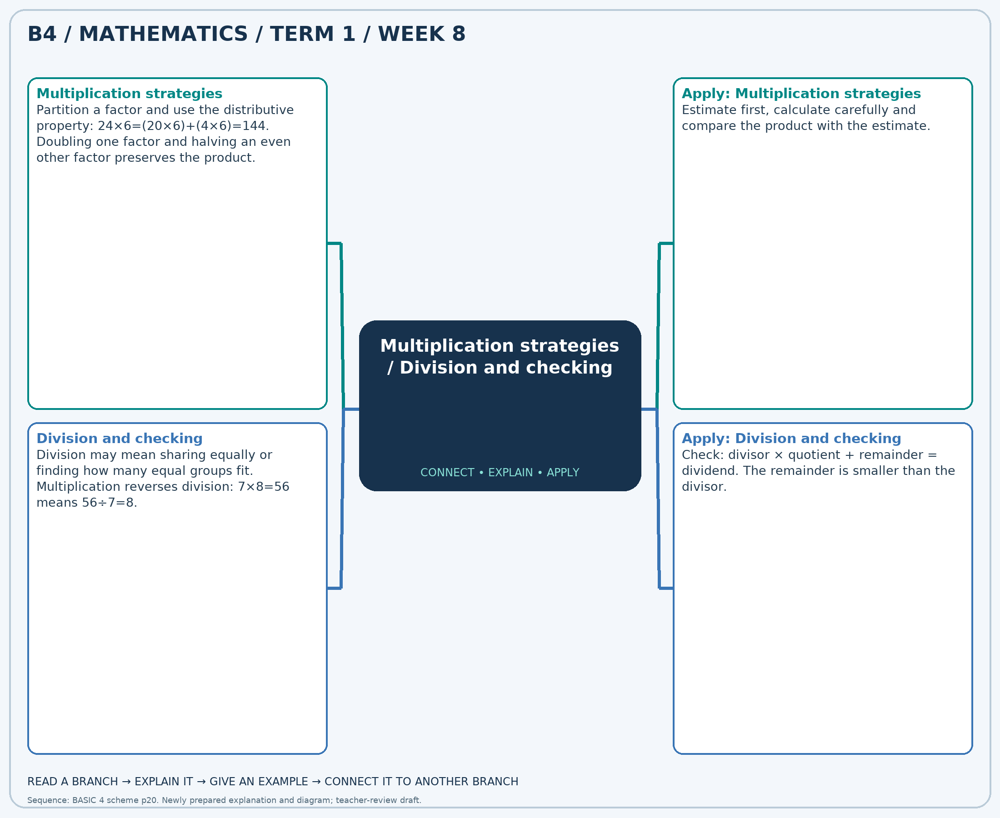 B4 / MATHEMATICS / TERM 1 / WEEK 8
Multiplication strategies
Partition a factor and use the distributive
property: 24×6=(20×6)+(4×6)=144.
Doubling one factor and halving an even
other factor preserves the product.
Apply: Multiplication strategies
Estimate first, calculate carefully and
compare the product with the estimate.
Multiplication strategies
/ Division and checking
CONNECT • EXPLAIN • APPLY
Division and checking
Division may mean sharing equally or
finding how many equal groups fit.
Multiplication reverses division: 7×8=56
means 56÷7=8.
Apply: Division and checking
Check: divisor × quotient + remainder =
dividend. The remainder is smaller than the
divisor.
READ A BRANCH → EXPLAIN IT → GIVE AN EXAMPLE → CONNECT IT TO ANOTHER BRANCH
Sequence: BASIC 4 scheme p20. Newly prepared explanation and diagram; teacher-review draft.